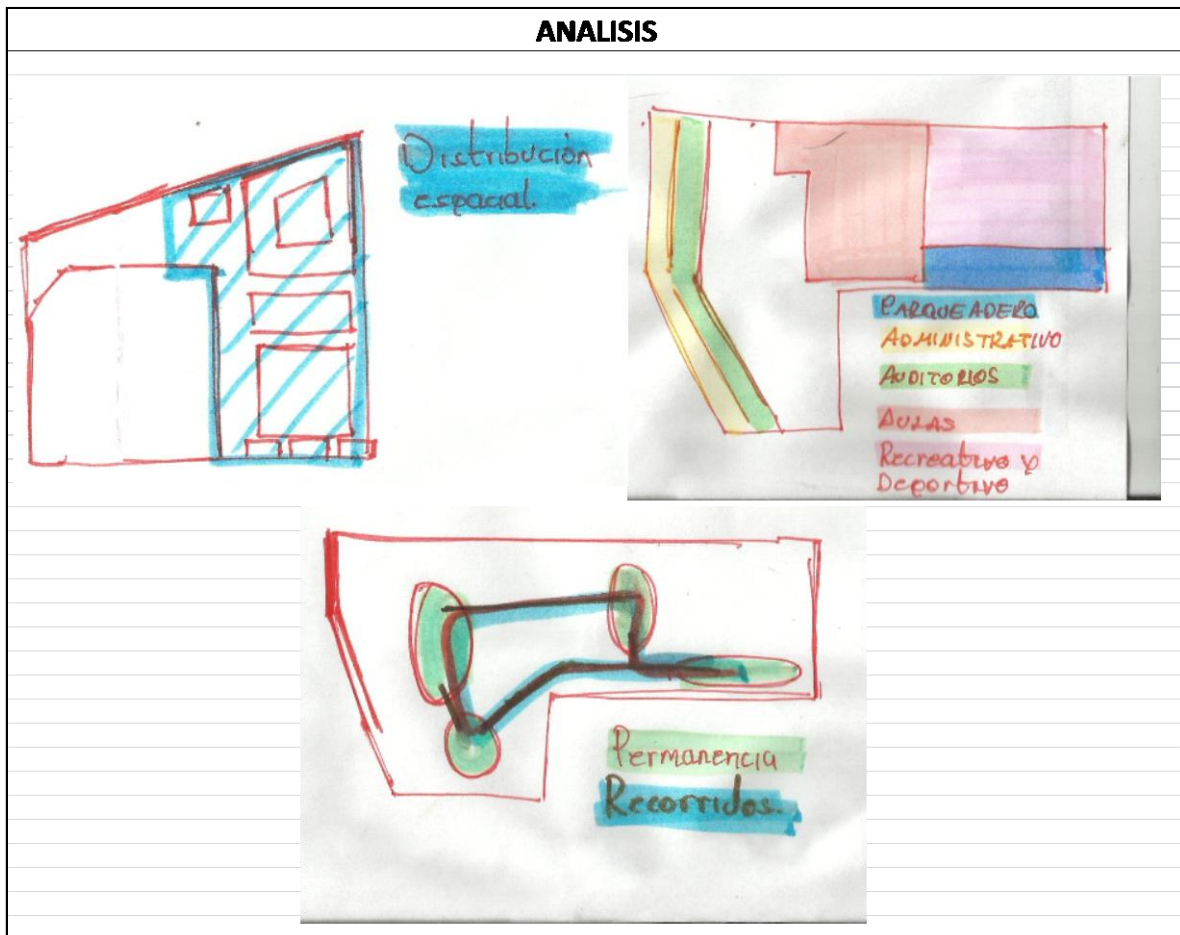 ANALISIS
Distribución
espacial.
PARQUEADERO
ADMINISTRATIVO
AUDITORIOS
AULAS
Recreativo y
Deportivo
Permanencia
Recorridos.